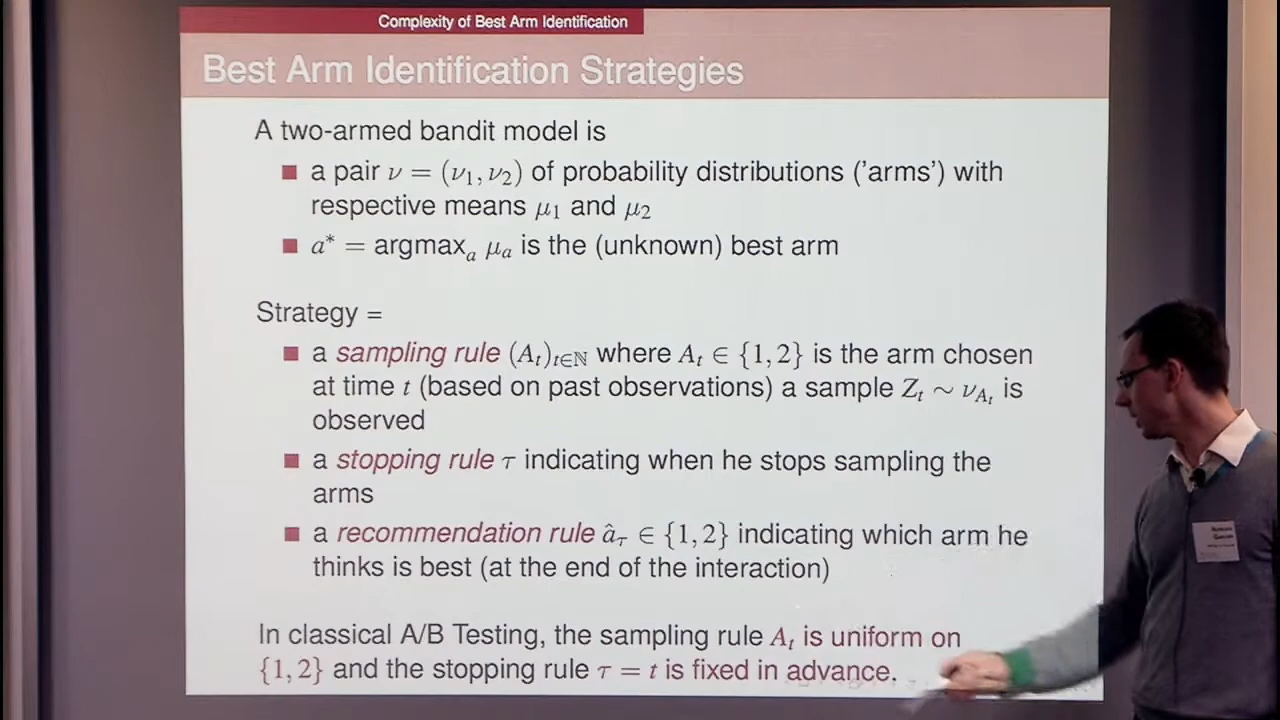 Complexity of Best Arm Identification
Best Arm Identification Strategies
A two-armed bandit model is
■ a pair ν = (ν₁, ν₂) of probability distributions ('arms') with
respective means μ₁ and μ₂
■ a* = argmaxₐ μₐ is the (unknown) best arm
Strategy =
■ a sampling rule (Aₜ)ₜ∈ℕ where Aₜ ∈ {1, 2} is the arm chosen
at time t (based on past observations) a sample Zₜ ∼ ν_{Aₜ} is
observed
■ a stopping rule τ indicating when he stops sampling the
arms
■ a recommendation rule â_τ ∈ {1, 2} indicating which arm he
thinks is best (at the end of the interaction)
In classical A/B Testing, the sampling rule Aₜ is uniform on
{1, 2} and the stopping rule τ = t is fixed in advance.